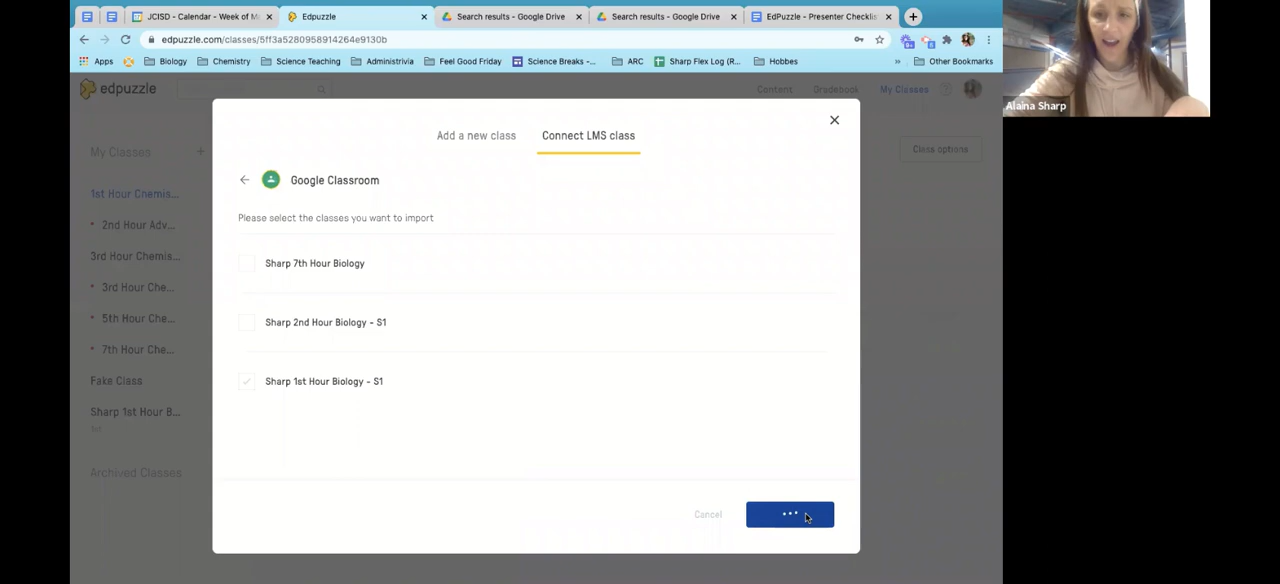 JCISD - Calendar - Week of M
Edpuzzle
Search results - Google Drive
Search results - Google Drive
EdPuzzle - Presenter Checklis
edpuzzle.com/classes/5ff3a5280958914264e9130b
Apps
Biology
Chemistry
Science Teaching
Administrivia
Feel Good Friday
Science Breaks -...
ARC
Sharp Flex Log (R...
Hobbes
»
Other Bookmarks
edpuzzle
Content
Gradebook
My Classes
Alaina Sharp
Add a new class
Connect LMS class
My Classes +
Class options
1st Hour Chemis...
Google Classroom
Please select the classes you want to import
2nd Hour Adv...
3rd Hour Chemis...
Sharp 7th Hour Biology
3rd Hour Che...
5th Hour Che...
Sharp 2nd Hour Biology - S1
7th Hour Che...
Fake Class
Sharp 1st Hour Biology - S1
Sharp 1st Hour B...
1st
Archived Classes
Cancel